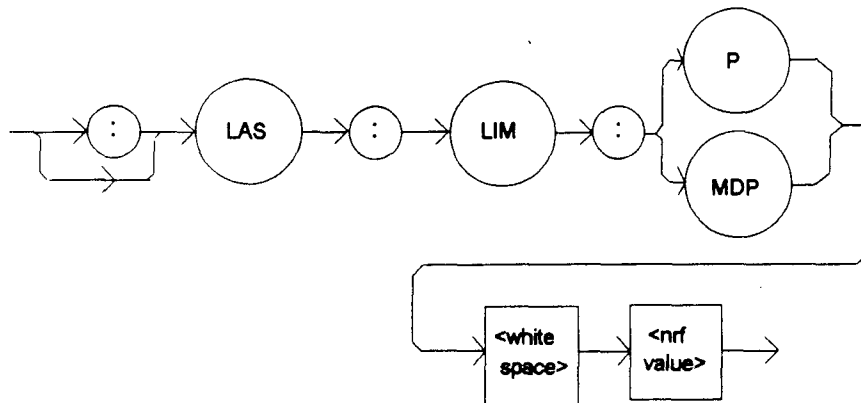 P
: LAS : LIM :
MDP
<white <nrf
space> value>